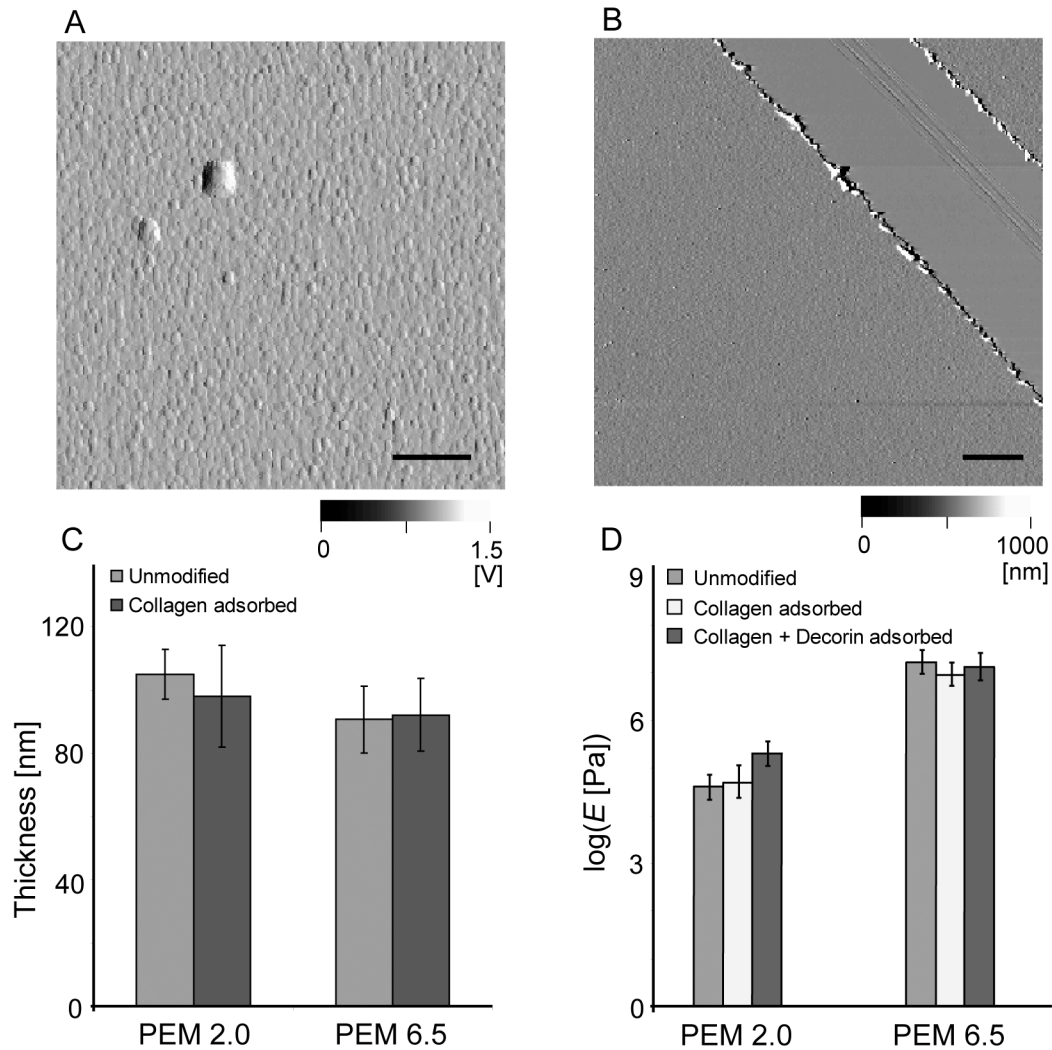 A
B
0
1.5
[V]
0
1000
[nm]
C
Unmodified
Collagen adsorbed
120
80
40
0
Thickness [nm]
PEM 2.0
PEM 6.5
D
Unmodified
Collagen adsorbed
Collagen + Decorin adsorbed
9
6
3
0
log(E [Pa])
PEM 2.0
PEM 6.5